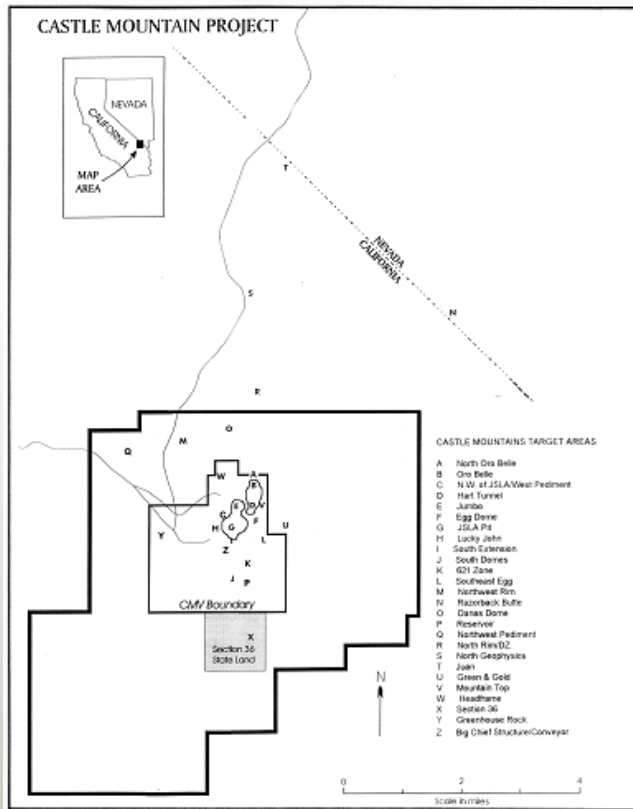 CASTLE MOUNTAIN PROJECT
NEVADA
CALIFORNIA
MAP
AREA
T
NEVADA
CALIFORNIA
S
N
R
O
M
Q
W
A
B
E
D
V
C
G
F
H
U
Y
L
Z
K
J
P
CMV Boundary
X
Section 36
State Land
N
CASTLE MOUNTAINS TARGET AREAS
A North Oro Belle
B Oro Belle
C N.W. of JSLA/West Pediment
D Hart Tunnel
E Jumbo
F Egg Dome
G JSLA Pit
H Lucky John
I South Extension
J South Domes
K 621 Zone
L Southeast Egg
M Northwest Rim
N Razorback Butte
O Danas Dome
P Reservoir
Q Northwest Pediment
R North Rim/DZ
S North Geophysics
T Juan
U Green & Gold
V Mountain Top
W Headframe
X Section 36
Y Greenhouse Rock
Z Big Chief Structure/Conveyor
0 2 4
Scale in miles